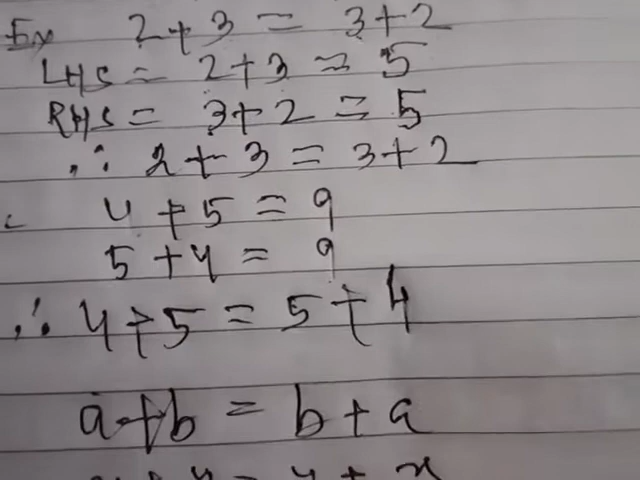 Ex 2+3 = 3+2
LHS = 2+3 = 5
RHS = 3+2 = 5
∴ 2+3 = 3+2
4+5 = 9
5+4 = 9
∴ 4+5 = 5+4
a+b = b+a
y = y + x